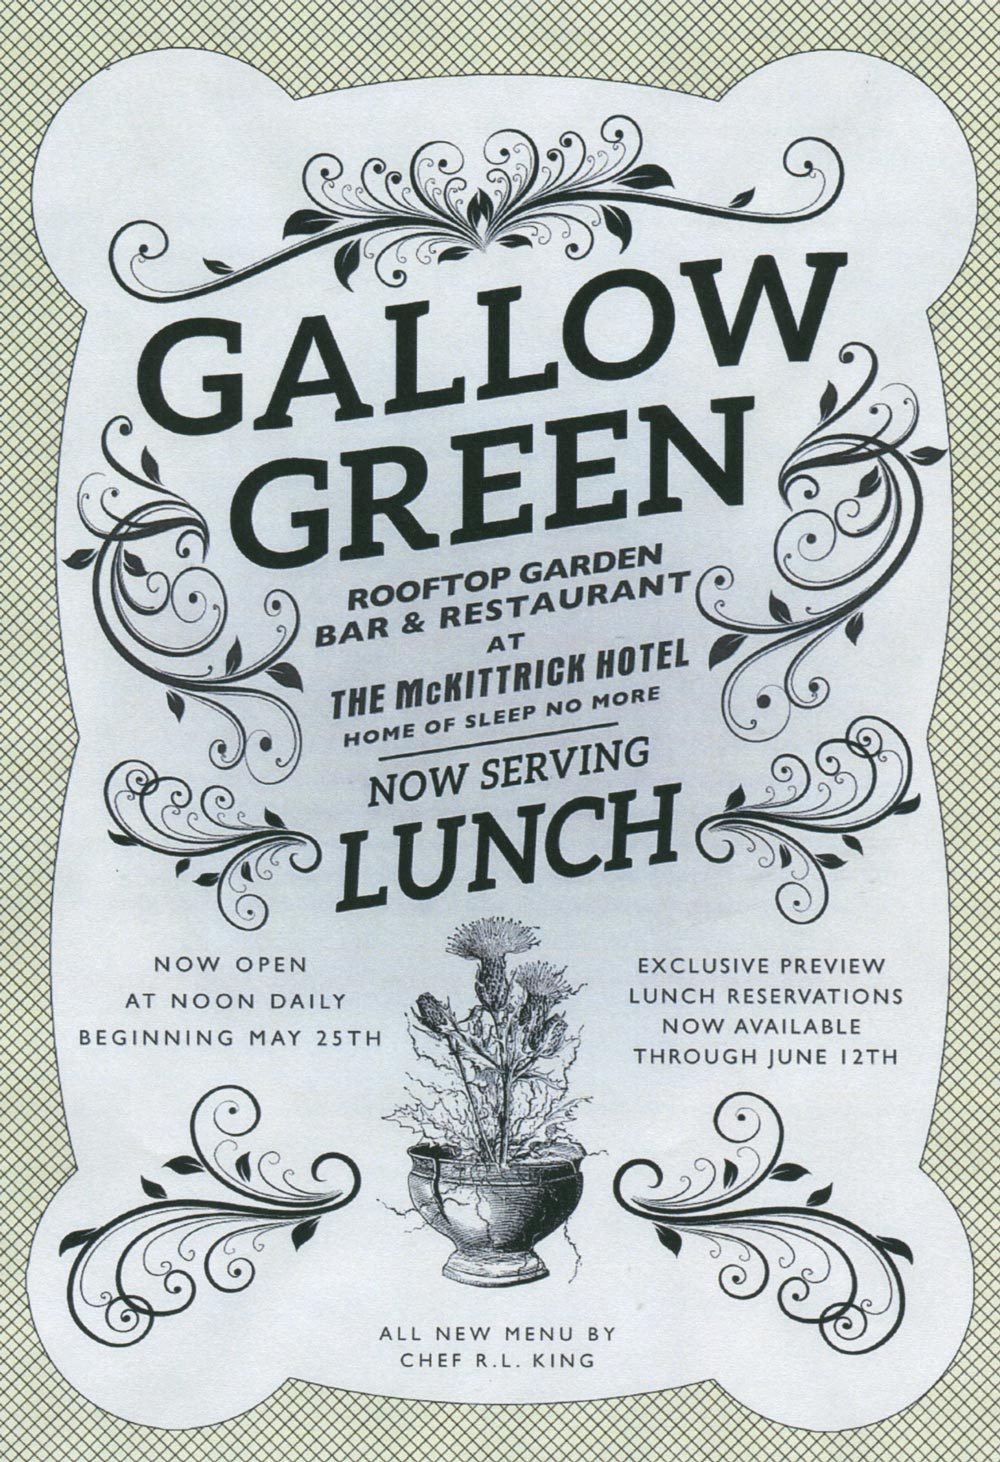 GALLOW
GREEN
ROOFTOP GARDEN
BAR & RESTAURANT
AT
THE McKITTRICK HOTEL
HOME OF SLEEP NO MORE
NOW SERVING
LUNCH
NOW OPEN
AT NOON DAILY
BEGINNING MAY 25TH
EXCLUSIVE PREVIEW
LUNCH RESERVATIONS
NOW AVAILABLE
THROUGH JUNE 12TH
ALL NEW MENU BY
CHEF R.L. KING